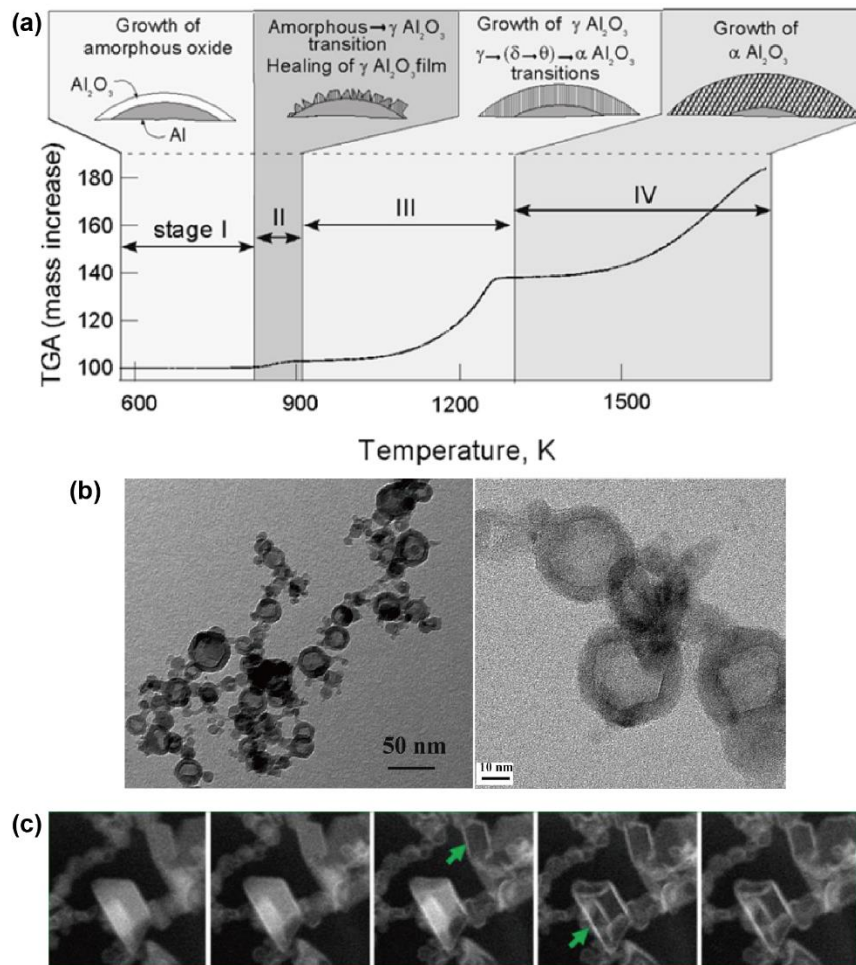 (a)
Growth of
amorphous oxide
Al₂O₃
Al
Amorphous→γ Al₂O₃
transition
Healing of γ Al₂O₃film
Growth of γ Al₂O₃
γ→(δ→θ)→α Al₂O₃
transitions
Growth of
α Al₂O₃
TGA (mass increase)
180
160
140
120
100
stage I
II
III
IV
600
900
1200
1500
Temperature, K
(b)
50 nm
10 nm
(c)